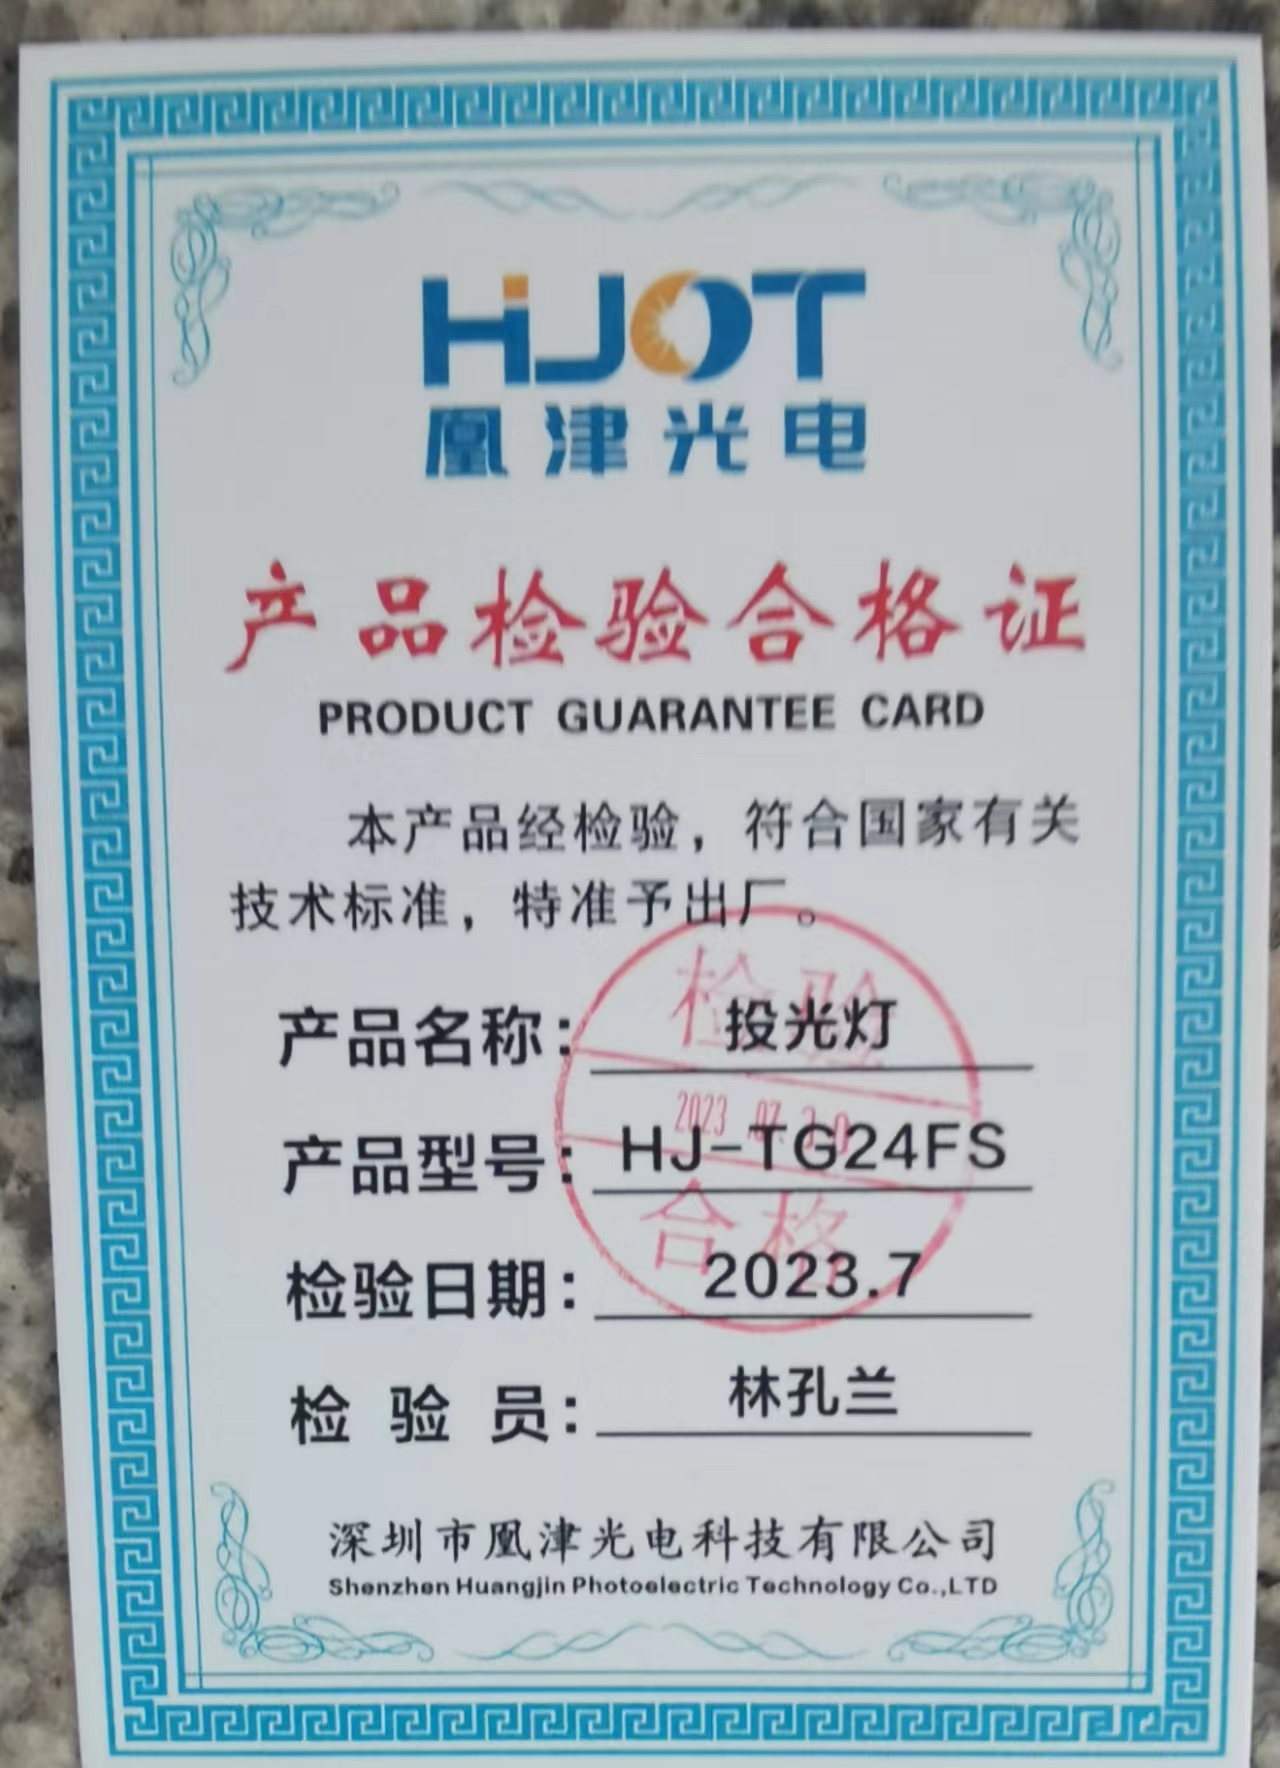 HJOT
凰津光电
产品检验合格证
PRODUCT GUARANTEE CARD
本产品经检验，符合国家有关
技术标准，特准予出厂。
检验
产品名称：投光灯
2023.07.
产品型号：HJ-TG24FS
合格
检验日期：2023.7
检验员：林孔兰
深圳市凰津光电科技有限公司
Shenzhen Huangjin Photoelectric Technology Co.,LTD